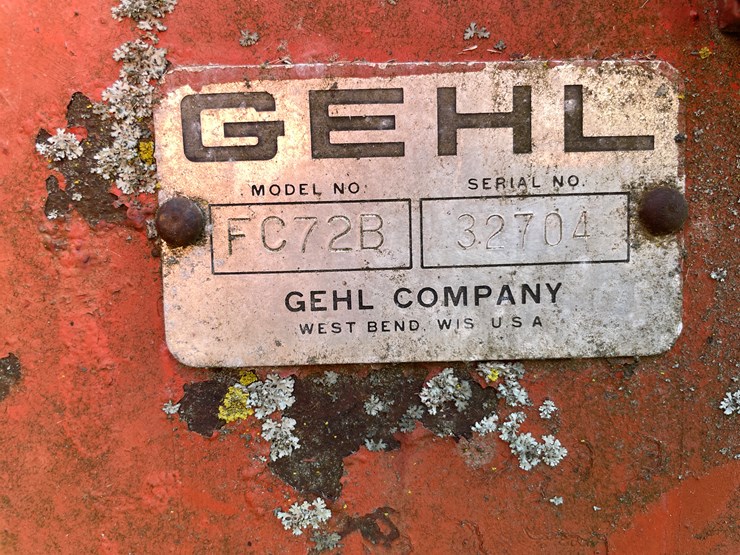 GEHL
MODEL NO. SERIAL NO.
FC72B 32704
GEHL COMPANY
WEST BEND, WIS U S A